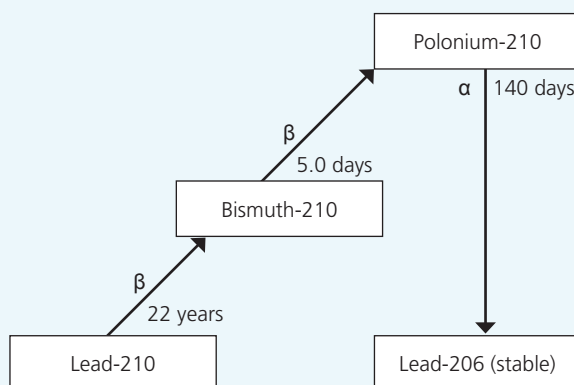 Polonium-210
α 140 days
β
5.0 days
Bismuth-210
β
22 years
Lead-210
Lead-206 (stable)